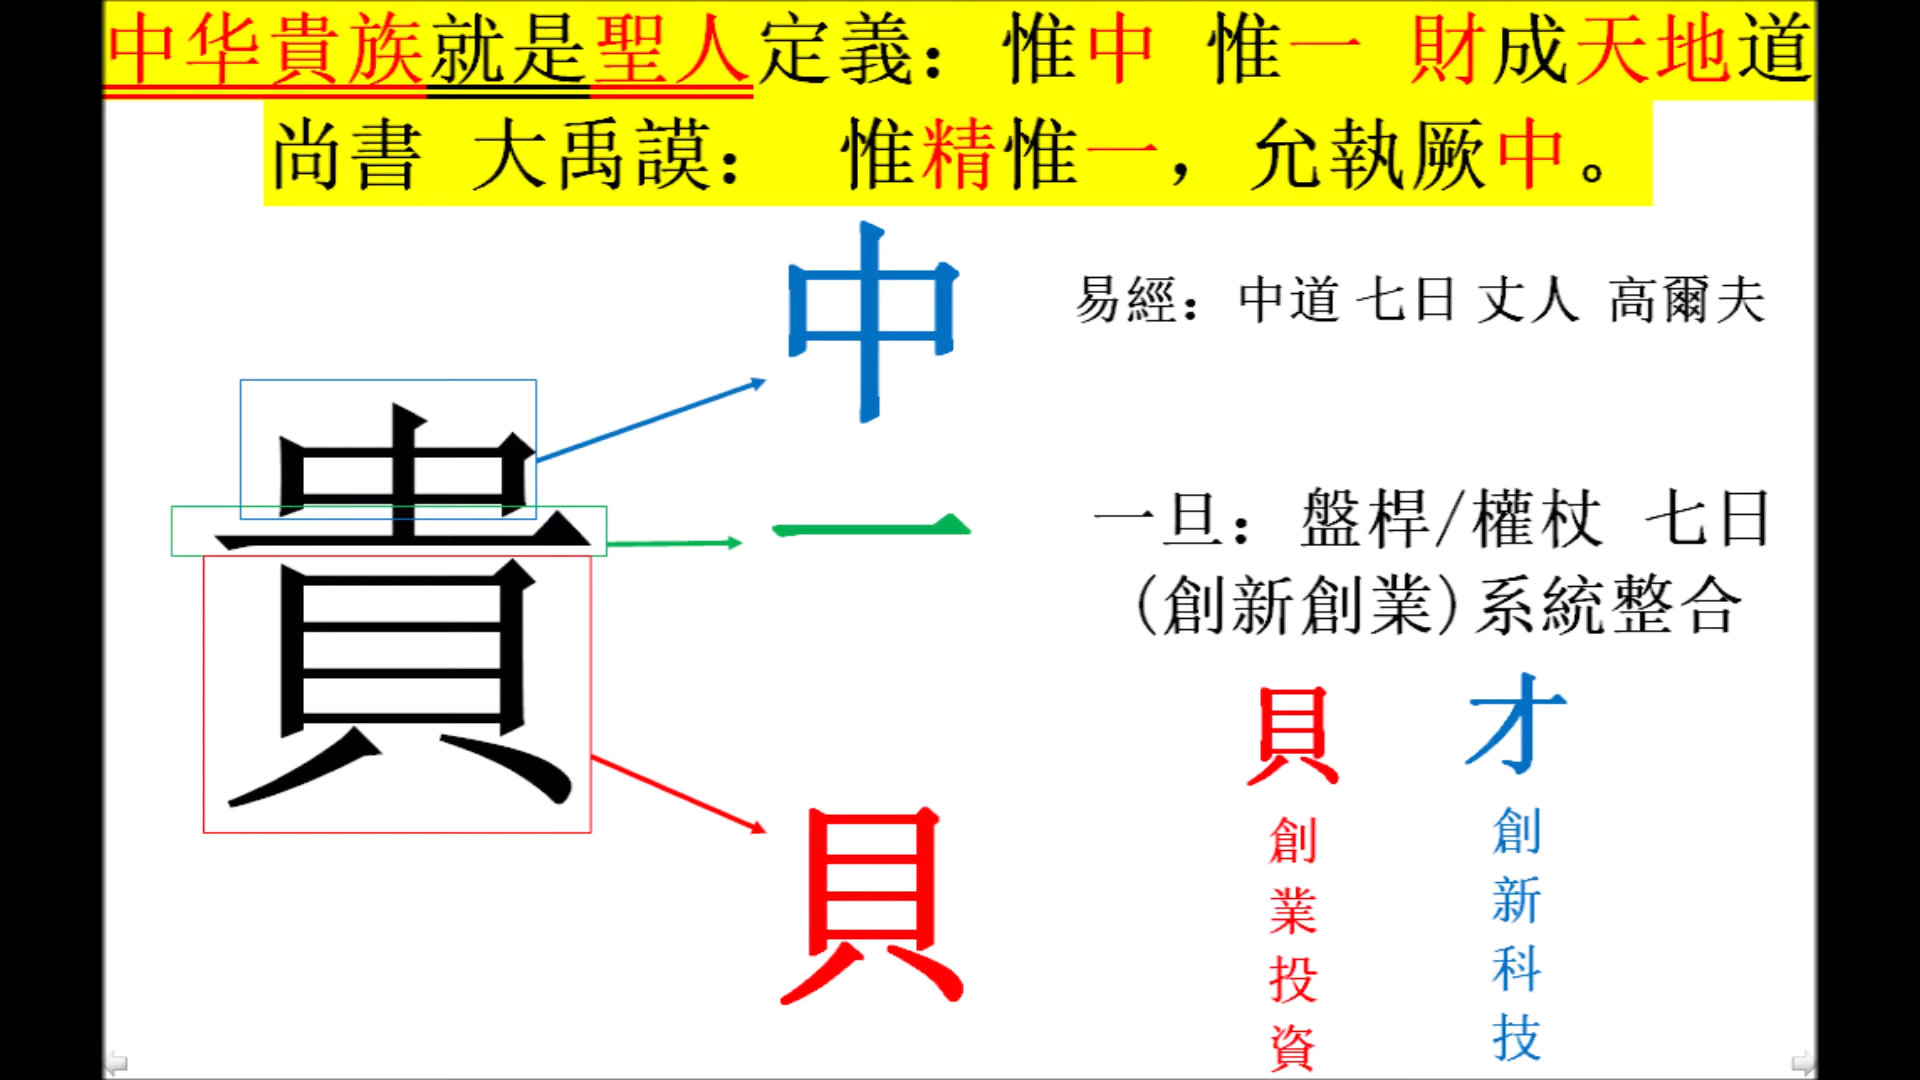 中华貴族就是聖人定義：惟中 惟一 財成天地道
尚書 大禹謨： 惟精惟一，允執厥中。
中
易經：中道 七日 丈人 高爾夫
貴
一
一旦：盤桿/權杖 七日
(創新創業)系統整合
貝
貝 才
創業投資
創新科技